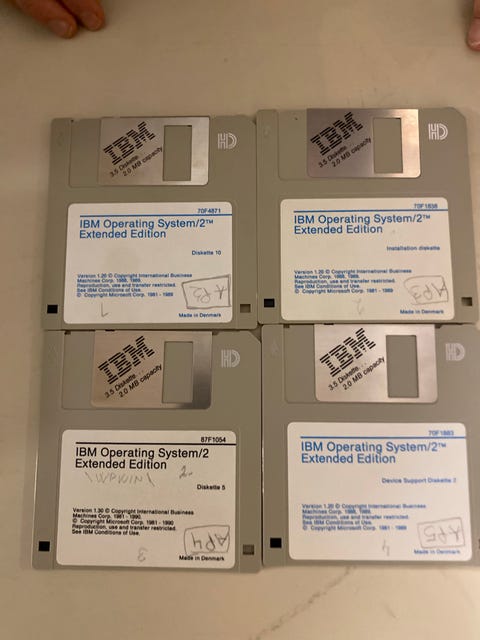 IBM
3.5 Diskette
2.0 MB capacity
HD
70F4871
IBM Operating System/2™
Extended Edition
Diskette 10
Version 1.20 © Copyright International Business
Machines Corp. 1988, 1989.
Reproduction, use and transfer restricted.
See IBM Conditions of Use.
© Copyright Microsoft Corp. 1981 - 1989
AP2
1
Made in Denmark
IBM
3.5 Diskette
2.0 MB capacity
HD
70F1838
IBM Operating System/2™
Extended Edition
Installation diskette
Version 1.20 © Copyright International Business
Machines Corp. 1988, 1989.
Reproduction, use and transfer restricted.
See IBM Conditions of Use.
© Copyright Microsoft Corp. 1981 - 1989
AP3
2
Made in Denmark
IBM
3.5 Diskette
2.0 MB capacity
HD
87F1054
IBM Operating System/2
Extended Edition
\WPWIN\
2.
Diskette 5
Version 1.30 © Copyright International Business
Machines Corp. 1981 - 1990.
© Copyright Microsoft Corp. 1981 - 1990
Reproduction, use and transfer restricted.
See IBM Conditions of Use.
AP4
3
Made in Denmark
IBM
3.5 Diskette
2.0 MB capacity
HD
70F1883
IBM Operating System/2™
Extended Edition
Device Support Diskette 2
Version 1.20 © Copyright International Business
Machines Corp. 1988, 1989.
Reproduction, use and transfer restricted.
See IBM Conditions of Use.
© Copyright Microsoft Corp. 1981 - 1989
AP5
4
Made in Denmark